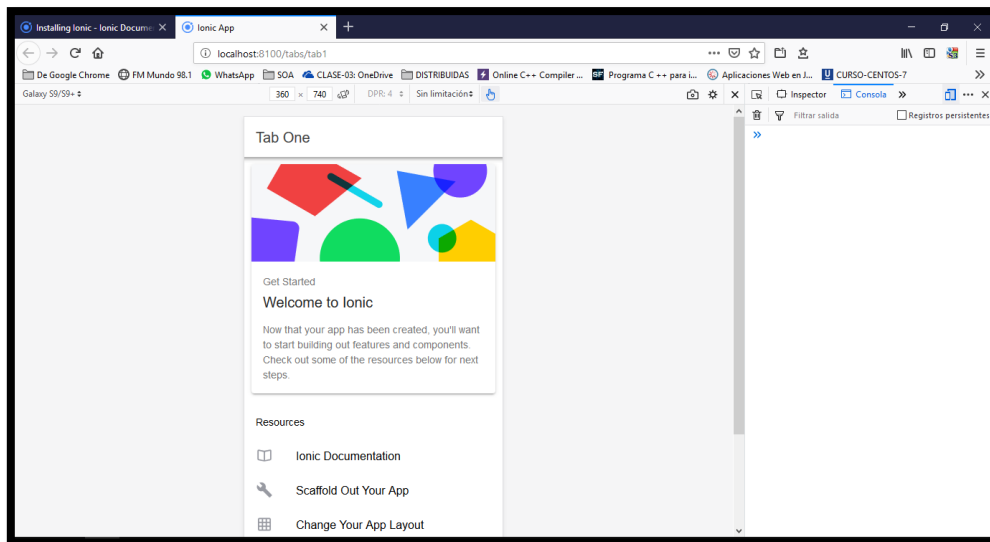 Installing Ionic - Ionic Docume
Ionic App
localhost:8100/tabs/tab1
De Google Chrome FM Mundo 98.1 WhatsApp SOA CLASE-03: OneDrive DISTRIBUIDAS Online C++ Compiler ... SF Programa C ++ para i... Aplicaciones Web en J... U CURSO-CENTOS-7
Galaxy S9/S9+ 360 × 740 DPR: 4 Sin limitación Inspector Consola
Filtrar salida Registros persistentes
Tab One
Get Started
Welcome to Ionic
Now that your app has been created, you'll want
to start building out features and components.
Check out some of the resources below for next
steps.
Resources
Ionic Documentation
Scaffold Out Your App
Change Your App Layout